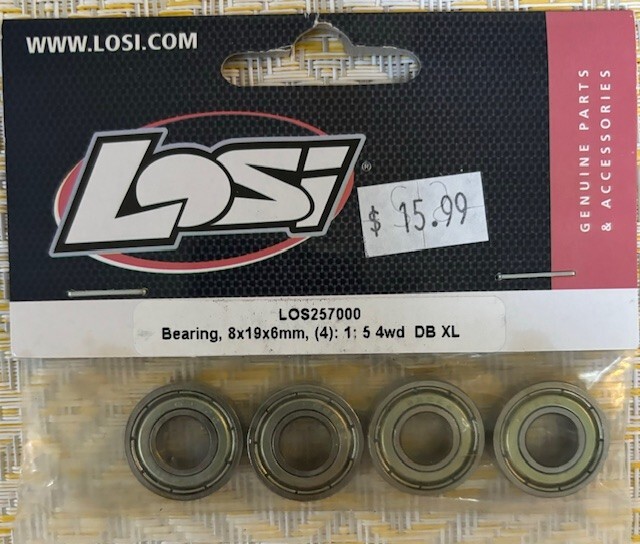 WWW.LOSI.COM
LOSI
®
$ 15.99
GENUINE PARTS
& ACCESSORIES
LOS257000
Bearing, 8x19x6mm, (4): 1: 5 4wd DB XL